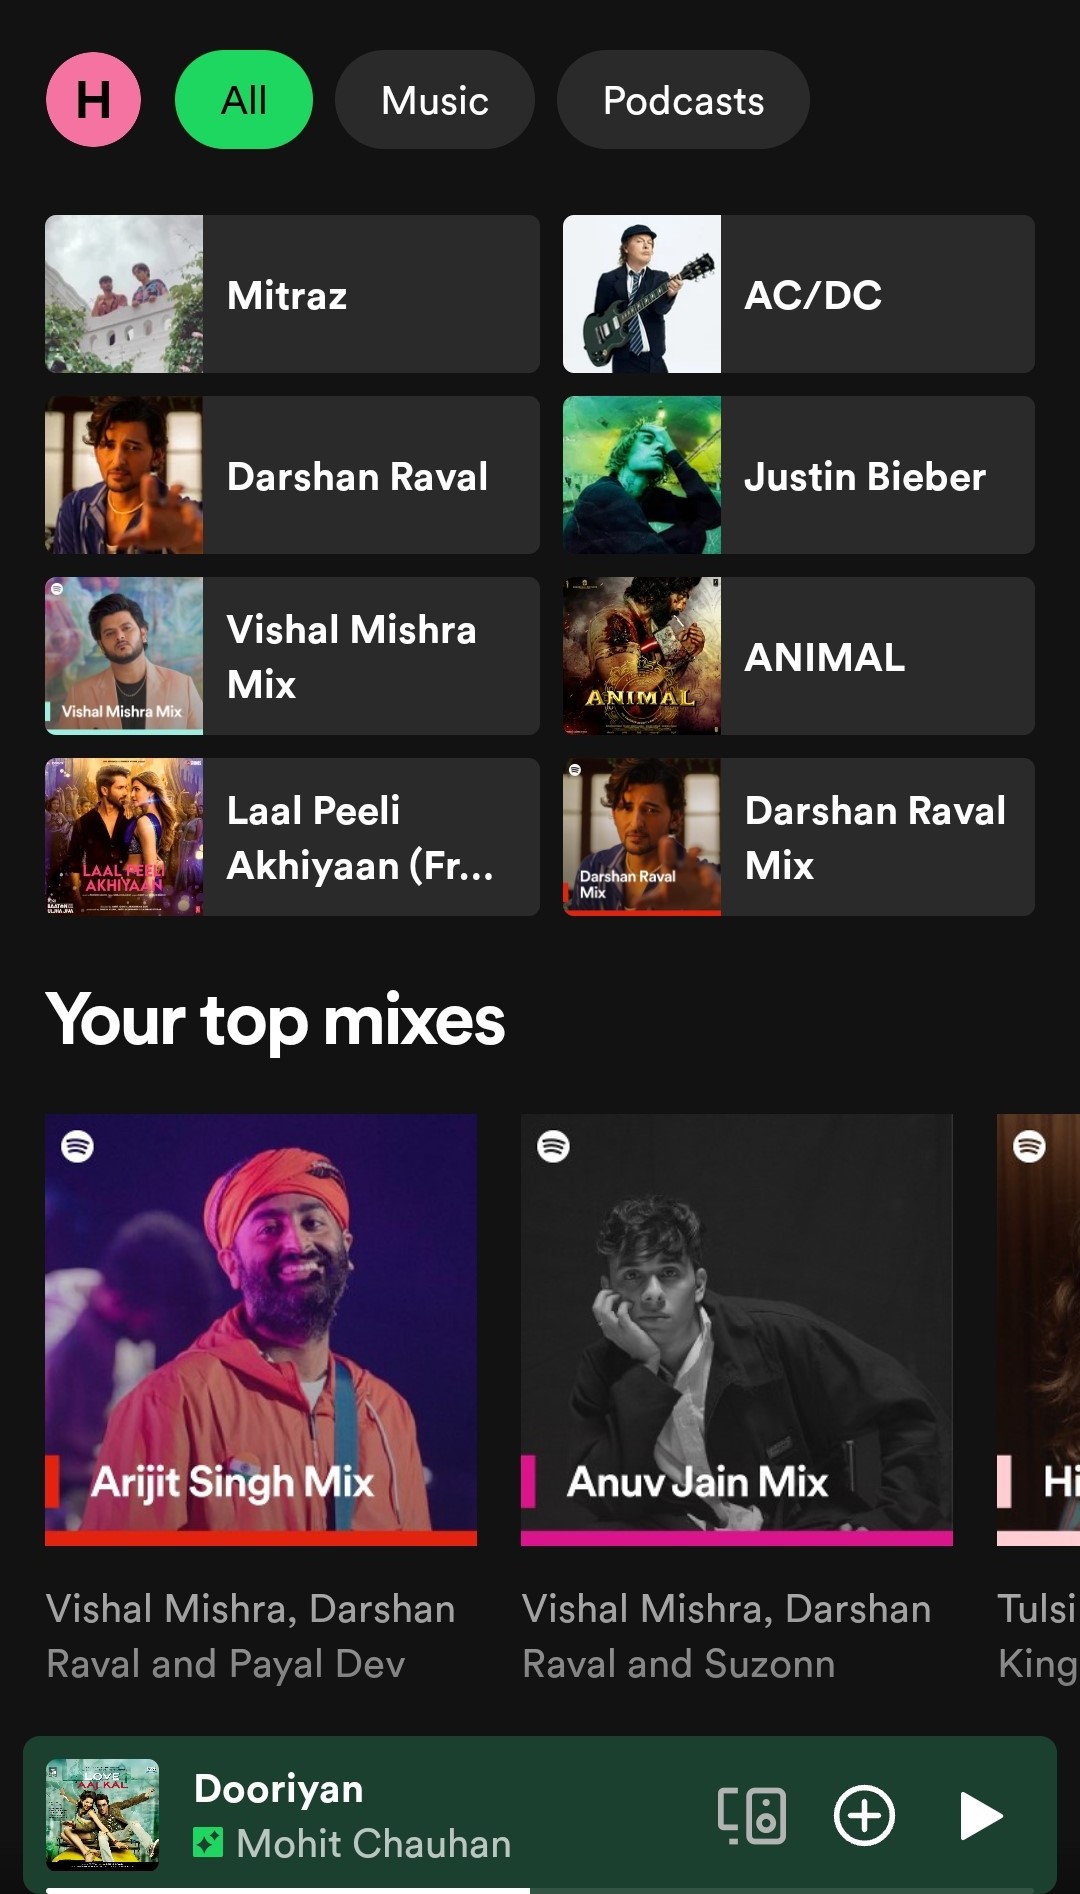 H
All
Music
Podcasts
Mitraz
AC/DC
Darshan Raval
Justin Bieber
Vishal Mishra Mix
Vishal Mishra
Mix
ANIMAL
ANIMAL
LAAL PEELI
AKHIYAAN
Laal Peeli
Akhiyaan (Fr...
Darshan Raval
Mix
Darshan Raval
Mix
Your top mixes
Arijit Singh Mix
Anuv Jain Mix
Hi
Vishal Mishra, Darshan
Raval and Payal Dev
Vishal Mishra, Darshan
Raval and Suzonn
Tulsi
King
LOVE
AAJ KAL
Dooriyan
Mohit Chauhan